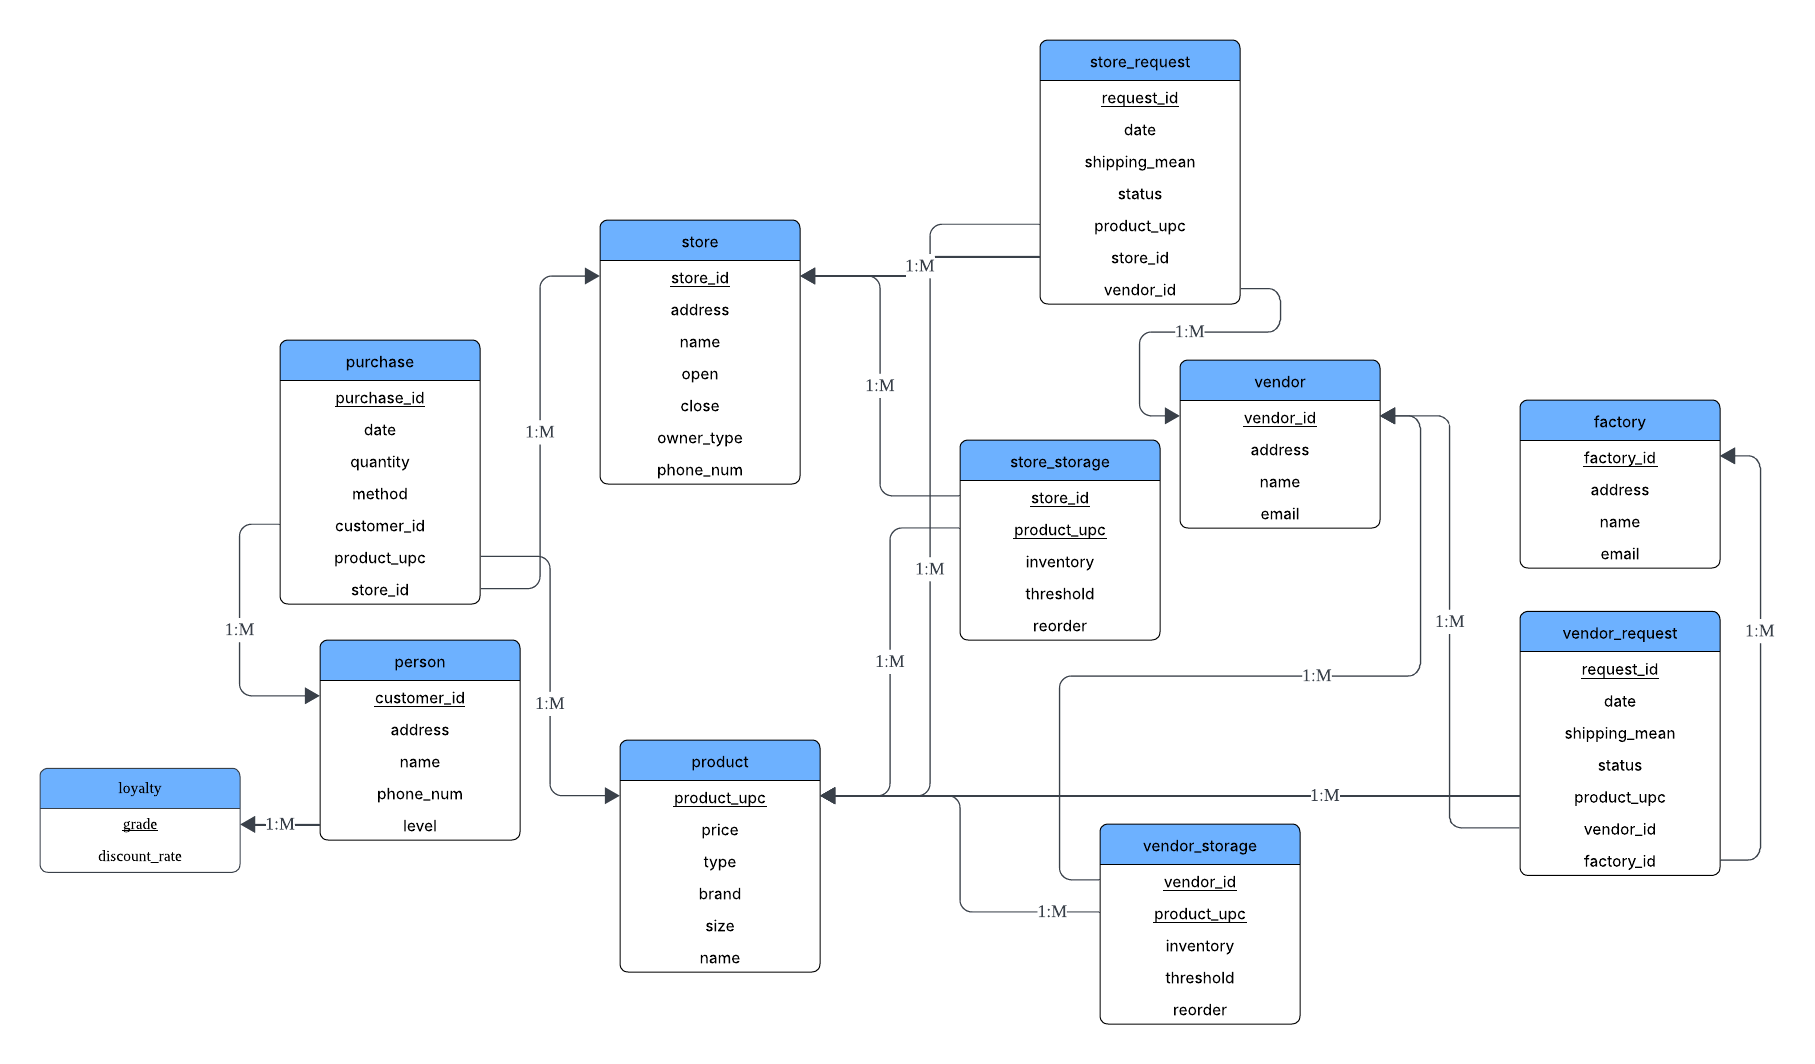 store_request
request_id
date
shipping_mean
status
product_upc
store_id
vendor_id
store
store_id
address
name
open
close
owner_type
phone_num
1:M
1:M
purchase
purchase_id
date
quantity
method
customer_id
product_upc
store_id
1:M
1:M
vendor
vendor_id
address
name
email
factory
factory_id
address
name
email
store_storage
store_id
product_upc
inventory
threshold
reorder
1:M
1:M
1:M
1:M
1:M
1:M
vendor_request
request_id
date
shipping_mean
status
product_upc
vendor_id
factory_id
person
customer_id
address
name
phone_num
level
1:M
1:M
loyalty
grade
discount_rate
1:M
product
product_upc
price
type
brand
size
name
1:M
vendor_storage
vendor_id
product_upc
inventory
threshold
reorder
1:M